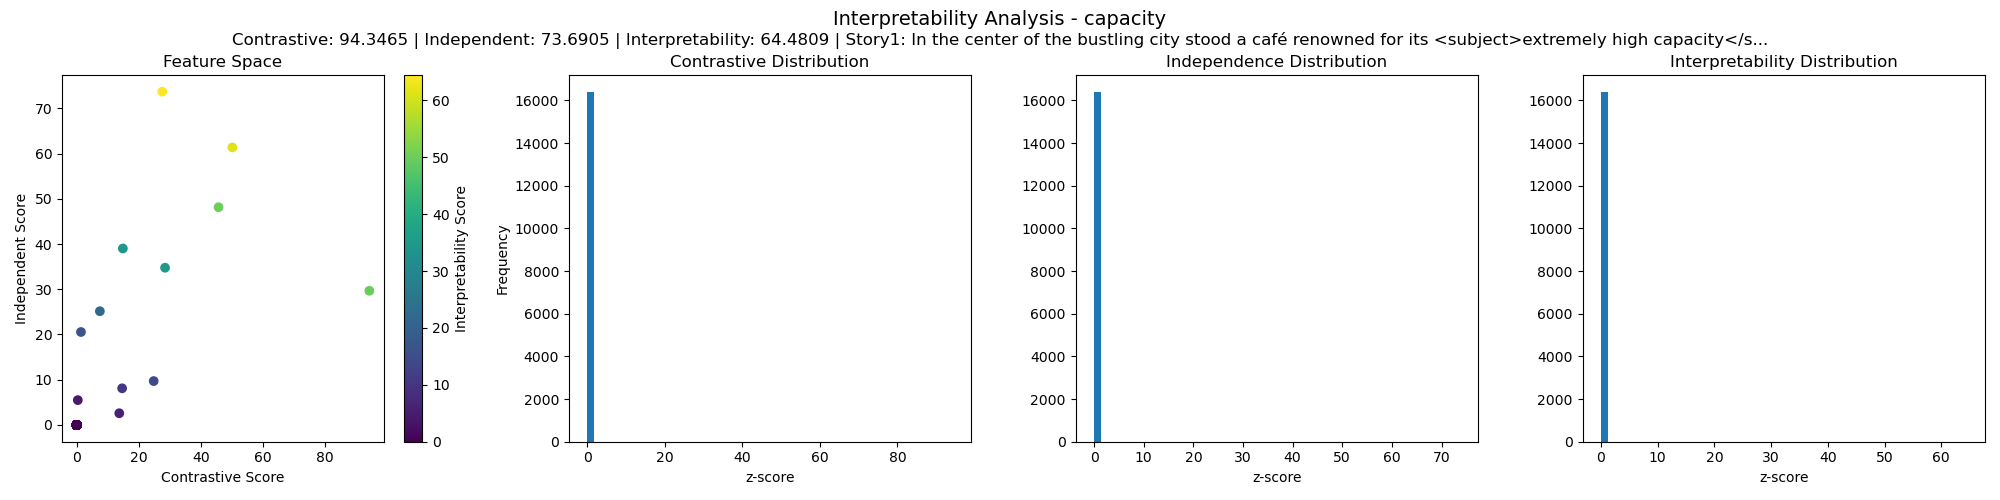 Interpretability Analysis - capacity
Contrastive: 94.3465 | Independent: 73.6905 | Interpretability: 64.4809 | Story1: In the center of the bustling city stood a café renowned for its <subject>extremely high capacity</s...
Feature Space
70
60
50
40
30
20
10
0
Independent Score
0 20 40 60 80
Contrastive Score
60
50
40
30
20
10
0
Interpretability Score
Contrastive Distribution
16000
14000
12000
10000
8000
6000
4000
2000
0
Frequency
0 20 40 60 80
z-score
Independence Distribution
16000
14000
12000
10000
8000
6000
4000
2000
0
0 10 20 30 40 50 60 70
z-score
Interpretability Distribution
16000
14000
12000
10000
8000
6000
4000
2000
0
0 10 20 30 40 50 60
z-score